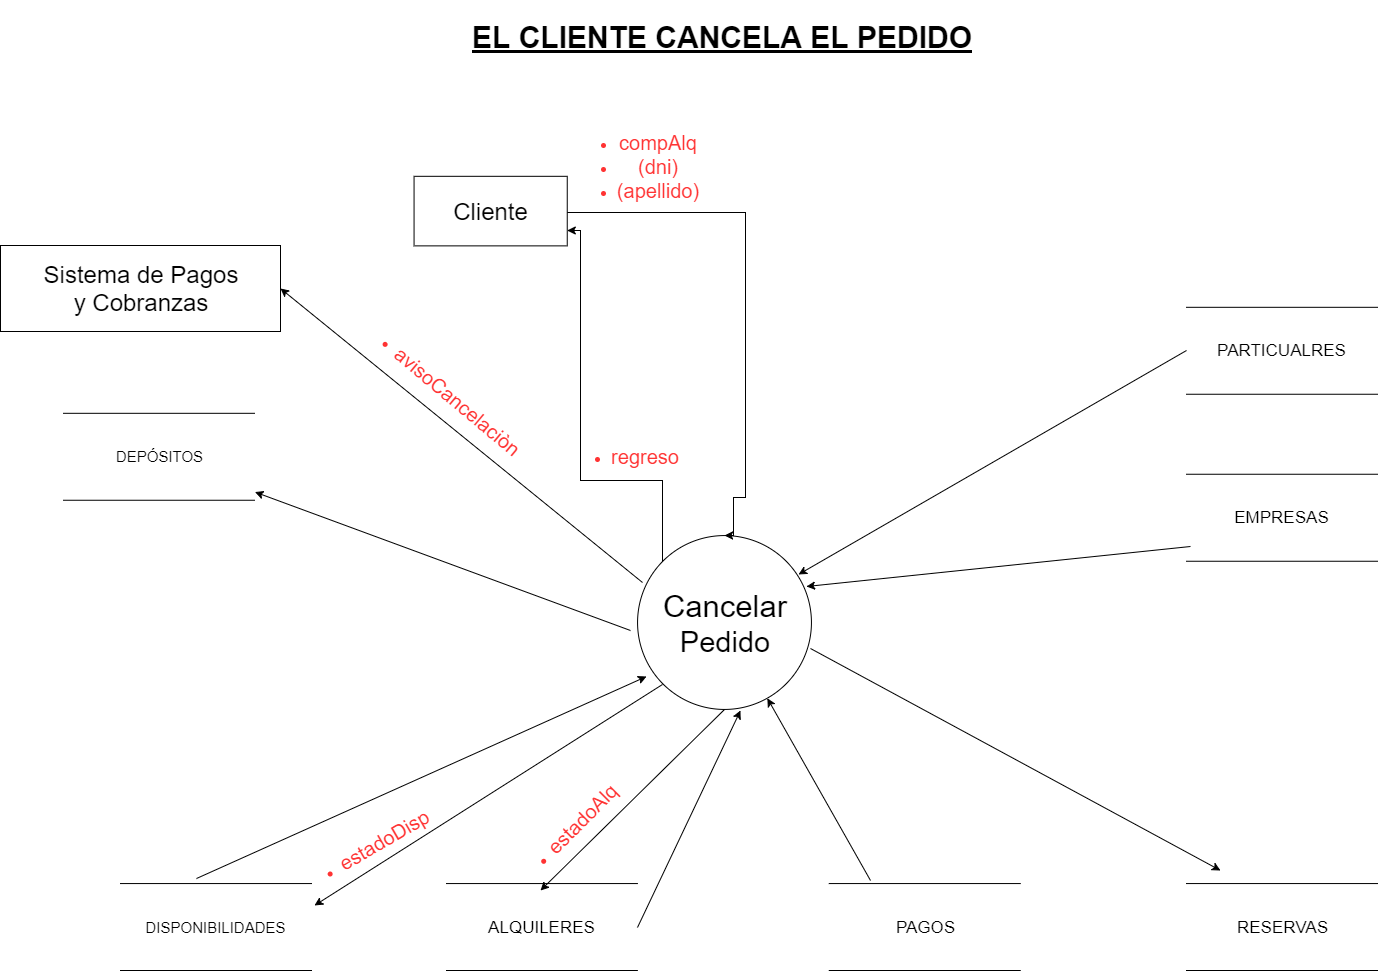 EL CLIENTE CANCELA EL PEDIDO
• compAlq
• (dni)
• (apellido)
Cliente
Sistema de Pagos
y Cobranzas
• avisoCancelaciòn
PARTICUALRES
DEPÓSITOS
• regreso
EMPRESAS
Cancelar
Pedido
• estadoDisp
• estadoAlq
DISPONIBILIDADES
ALQUILERES
PAGOS
RESERVAS